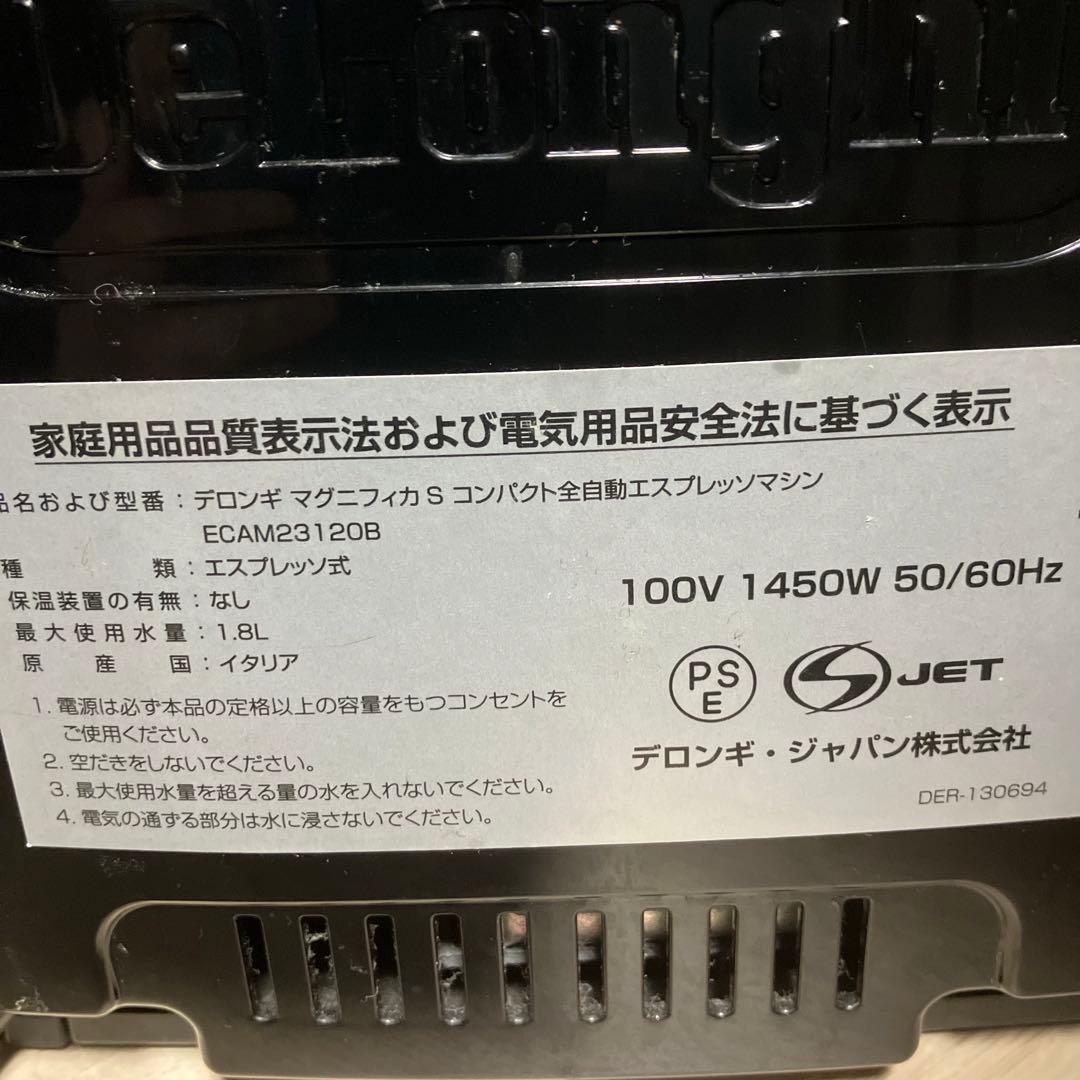 DeLonghi
家庭用品品質表示法および電気用品安全法に基づく表示
品名および型番：デロンギ マグニフィカ S コンパクト全自動エスプレッソマシン
ECAM23120B
種類：エスプレッソ式
保温装置の有無：なし
最大使用水量：1.8L
原産国：イタリア
100V 1450W 50/60Hz
PSE
S JET
デロンギ・ジャパン株式会社
DER-130694
1. 電源は必ず本品の定格以上の容量をもつコンセントを
ご使用ください。
2. 空だきをしないでください。
3. 最大使用水量を超える量の水を入れないでください。
4. 電気の通ずる部分は水に浸さないでください。